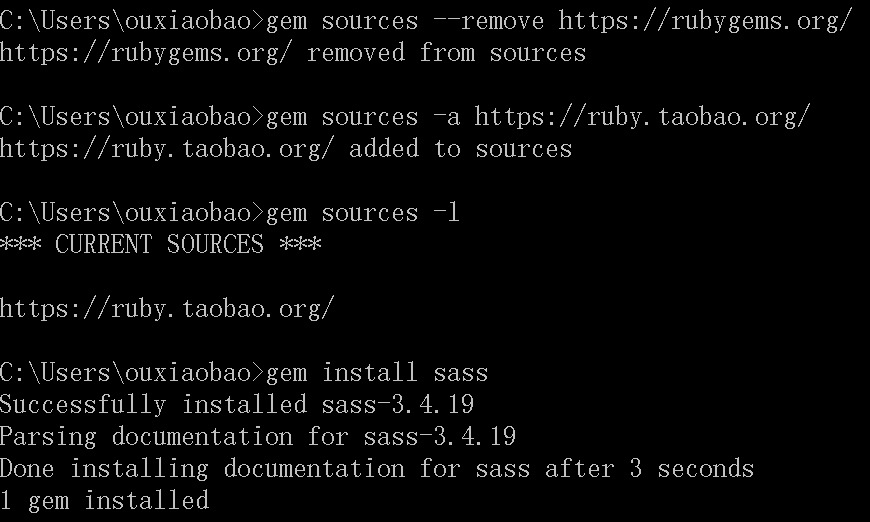 C:\Users\ouxiaobao>gem sources --remove https://rubygems.org/
https://rubygems.org/ removed from sources
C:\Users\ouxiaobao>gem sources -a https://ruby.taobao.org/
https://ruby.taobao.org/ added to sources
C:\Users\ouxiaobao>gem sources -l
*** CURRENT SOURCES ***
https://ruby.taobao.org/
C:\Users\ouxiaobao>gem install sass
Successfully installed sass-3.4.19
Parsing documentation for sass-3.4.19
Done installing documentation for sass after 3 seconds
1 gem installed